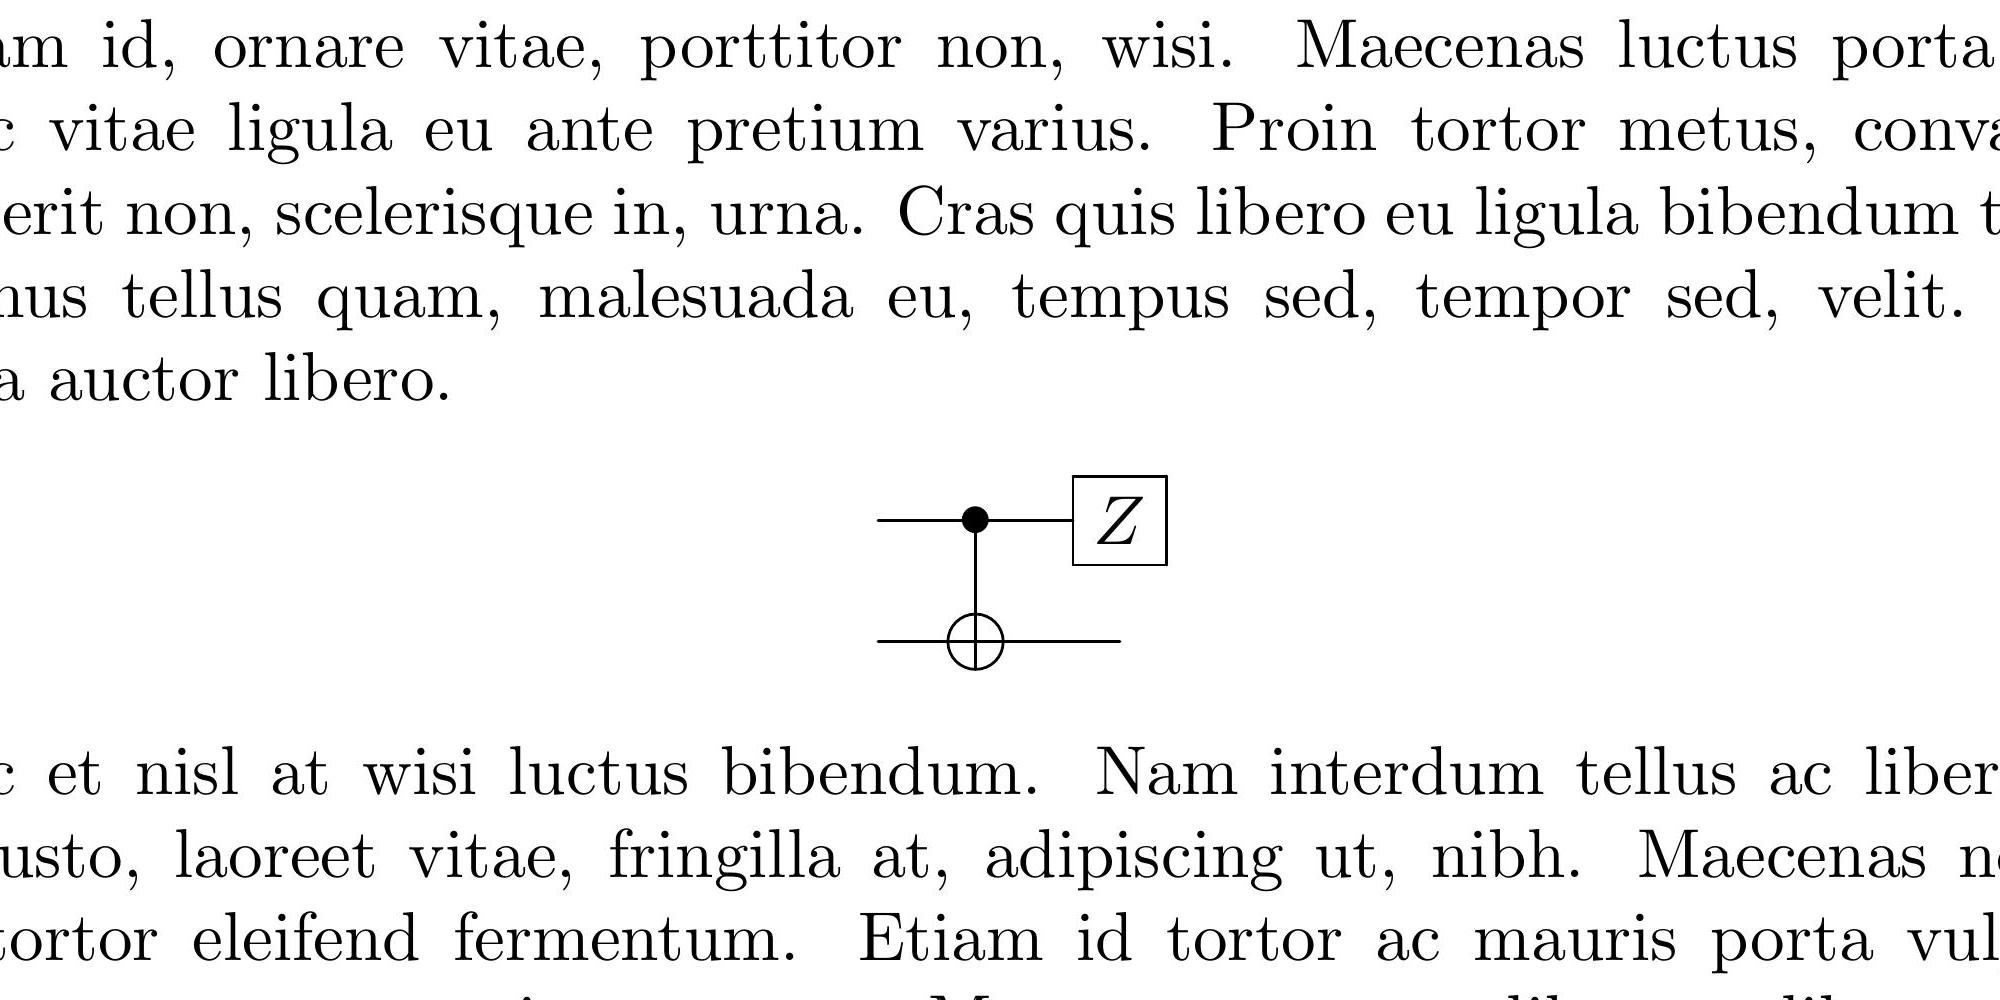 am id, ornare vitae, porttitor non, wisi. Maecenas luctus porta
c vitae ligula eu ante pretium varius. Proin tortor metus, conva
erit non, scelerisque in, urna. Cras quis libero eu ligula bibendum t
nus tellus quam, malesuada eu, tempus sed, tempor sed, velit.
a auctor libero.
Z
c et nisl at wisi luctus bibendum. Nam interdum tellus ac liber
usto, laoreet vitae, fringilla at, adipiscing ut, nibh. Maecenas n
tortor eleifend fermentum. Etiam id tortor ac mauris porta vul